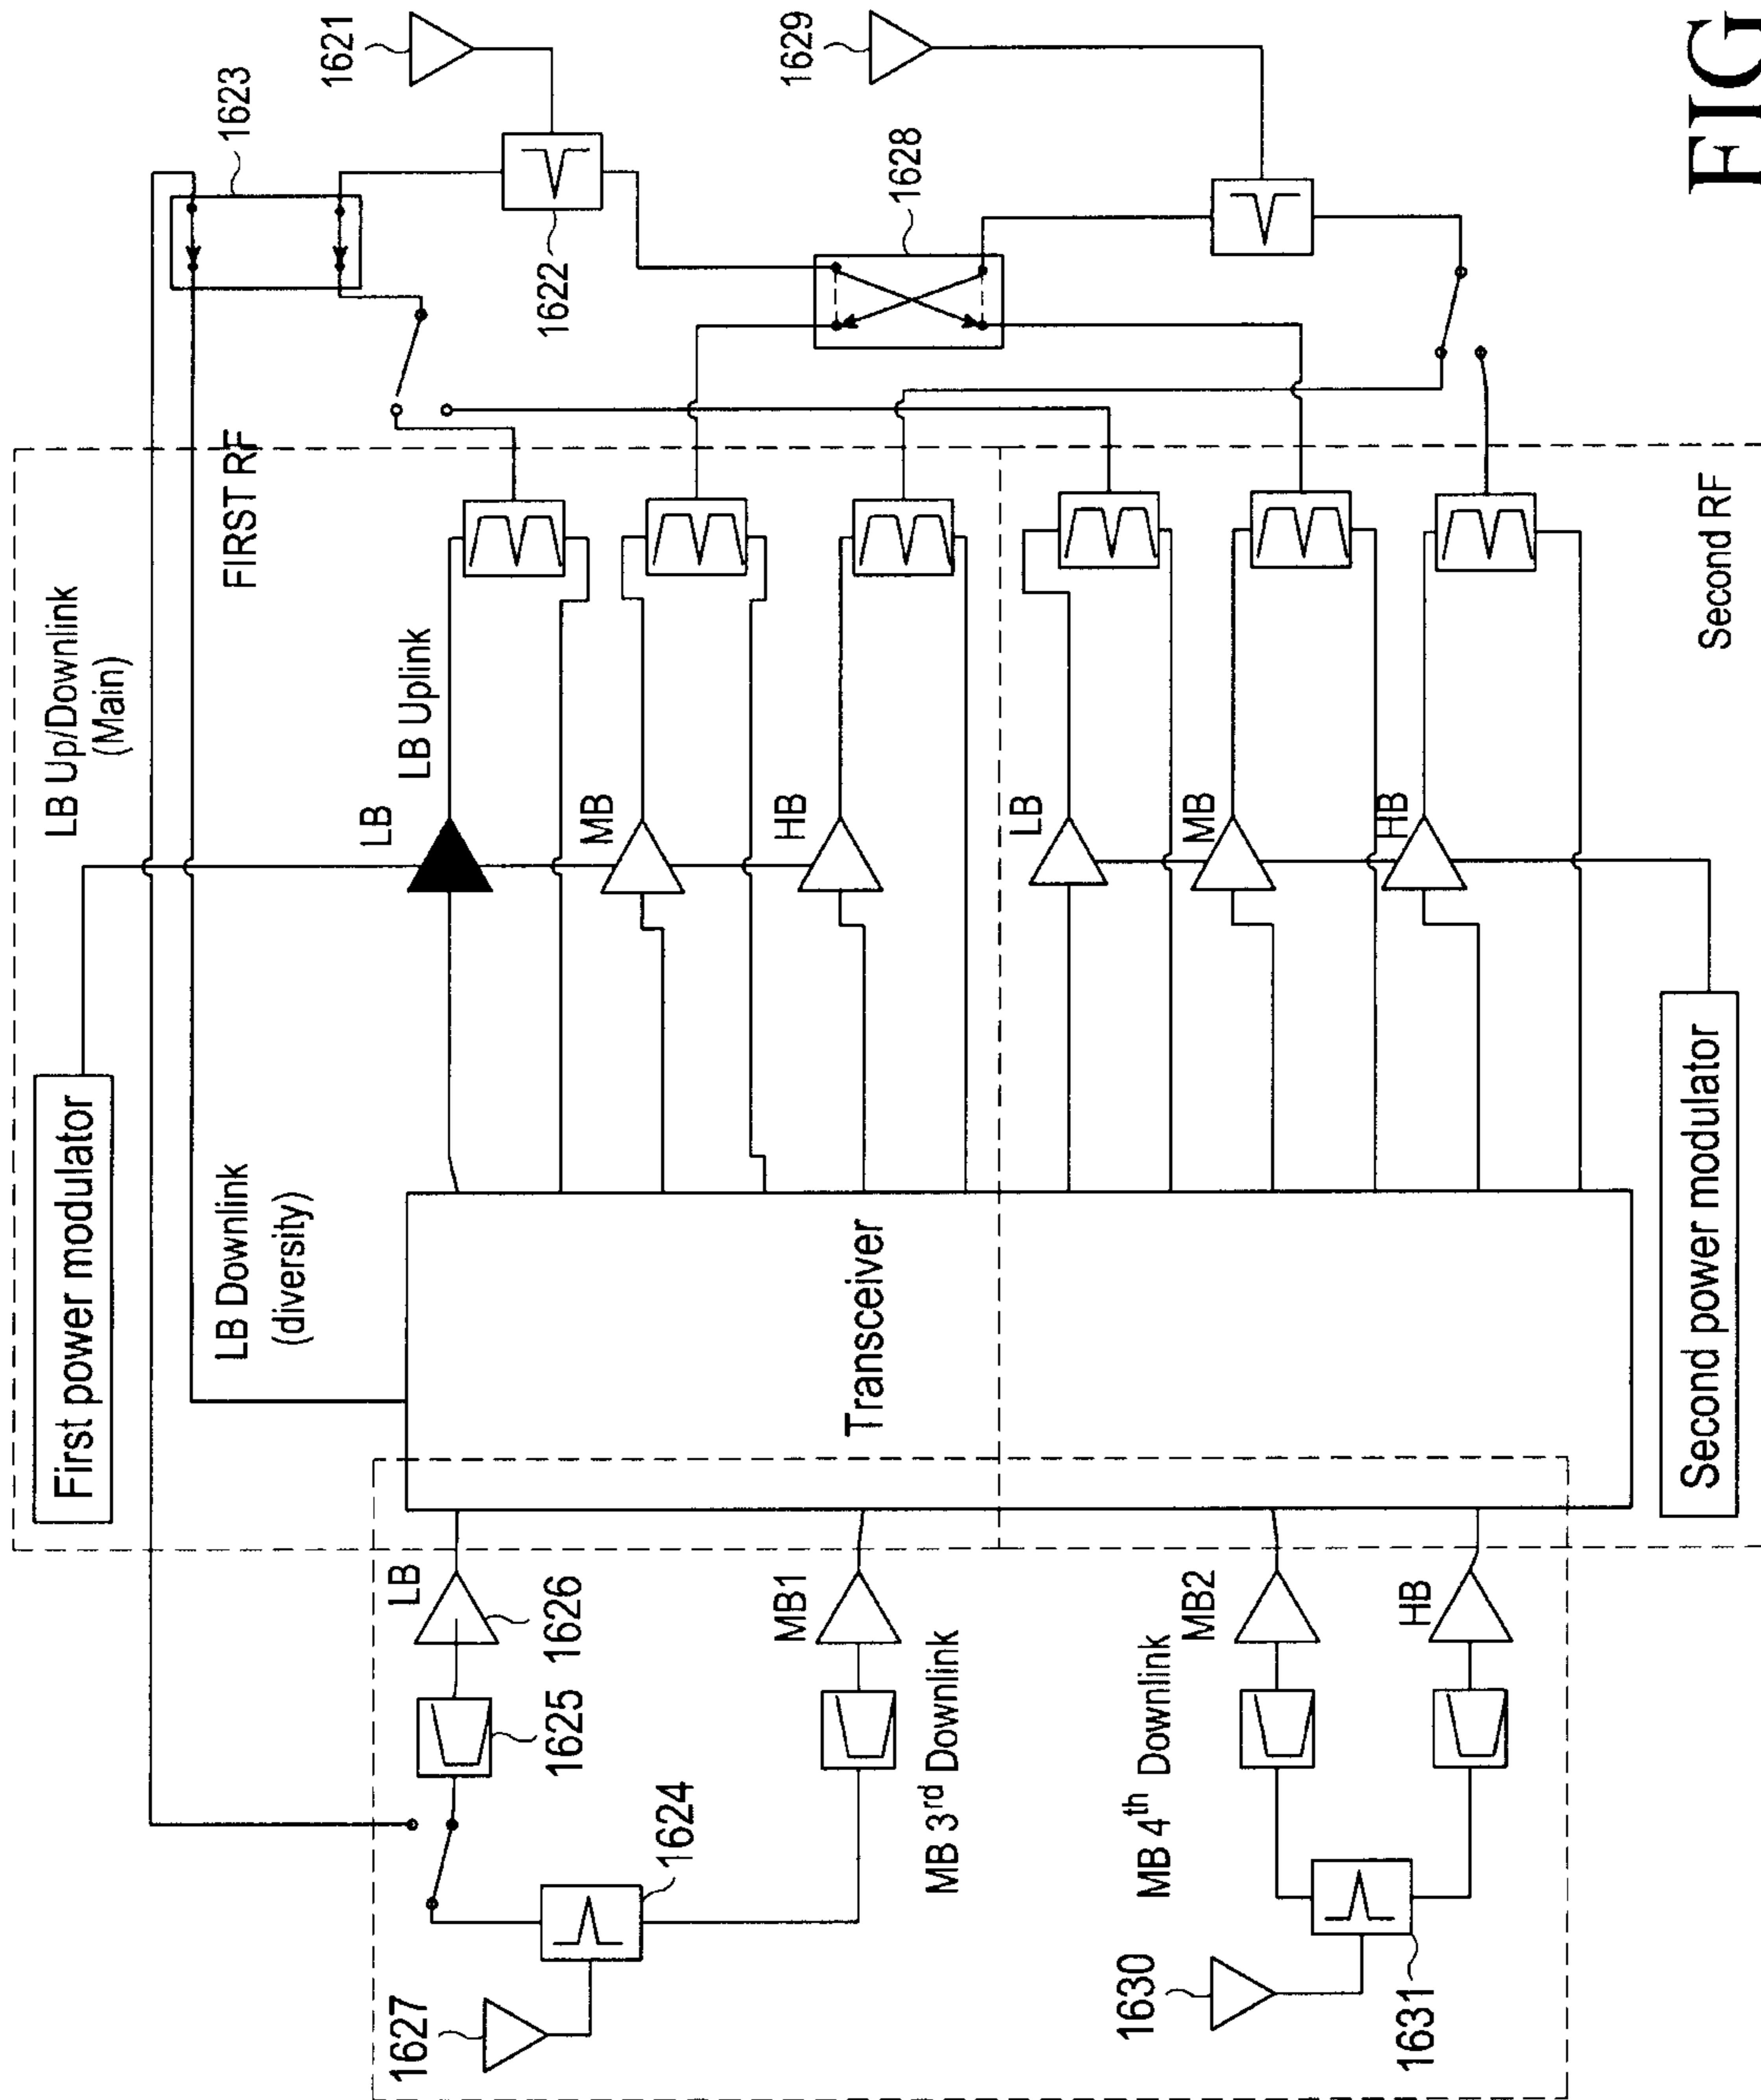 FIG
1623
1621
1629
1622
1628
FIRST RF
Second RF
LB Up/Downlink
(Main)
LB Uplink
LB
MB
HB
LB
MB
HB
First power modulator
LB Downlink
(diversity)
Transceiver
Second power modulator
LB
1626
MB1
MB2
HB
1625
MB 3rd Downlink
MB 4th Downlink
1624
1627
1630
1631